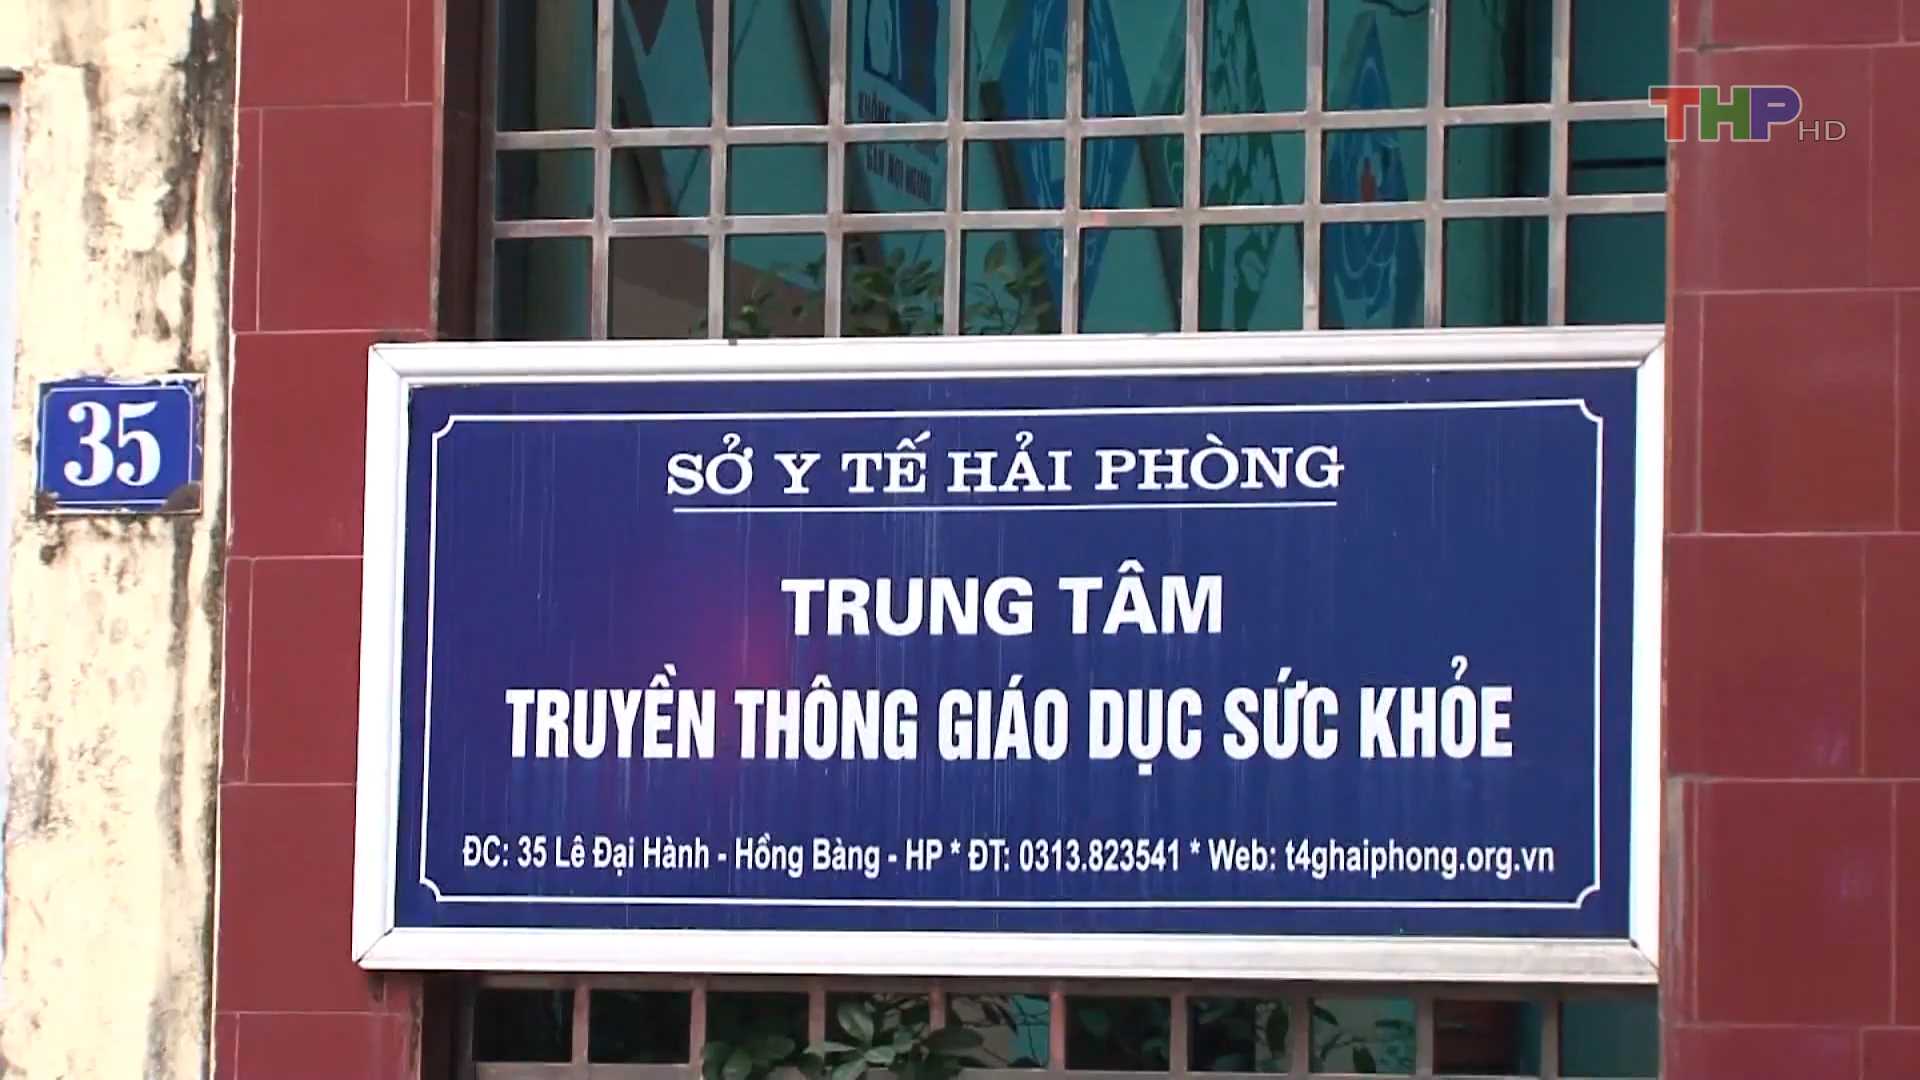 THP HD
35
SỞ Y TẾ HẢI PHÒNG
TRUNG TÂM
TRUYỀN THÔNG GIÁO DỤC SỨC KHỎE
ĐC: 35 Lê Đại Hành - Hồng Bàng - HP * ĐT: 0313.823541 * Web: t4ghaiphong.org.vn